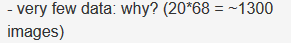 - very few data: why? (20*68 = ~1300
images)